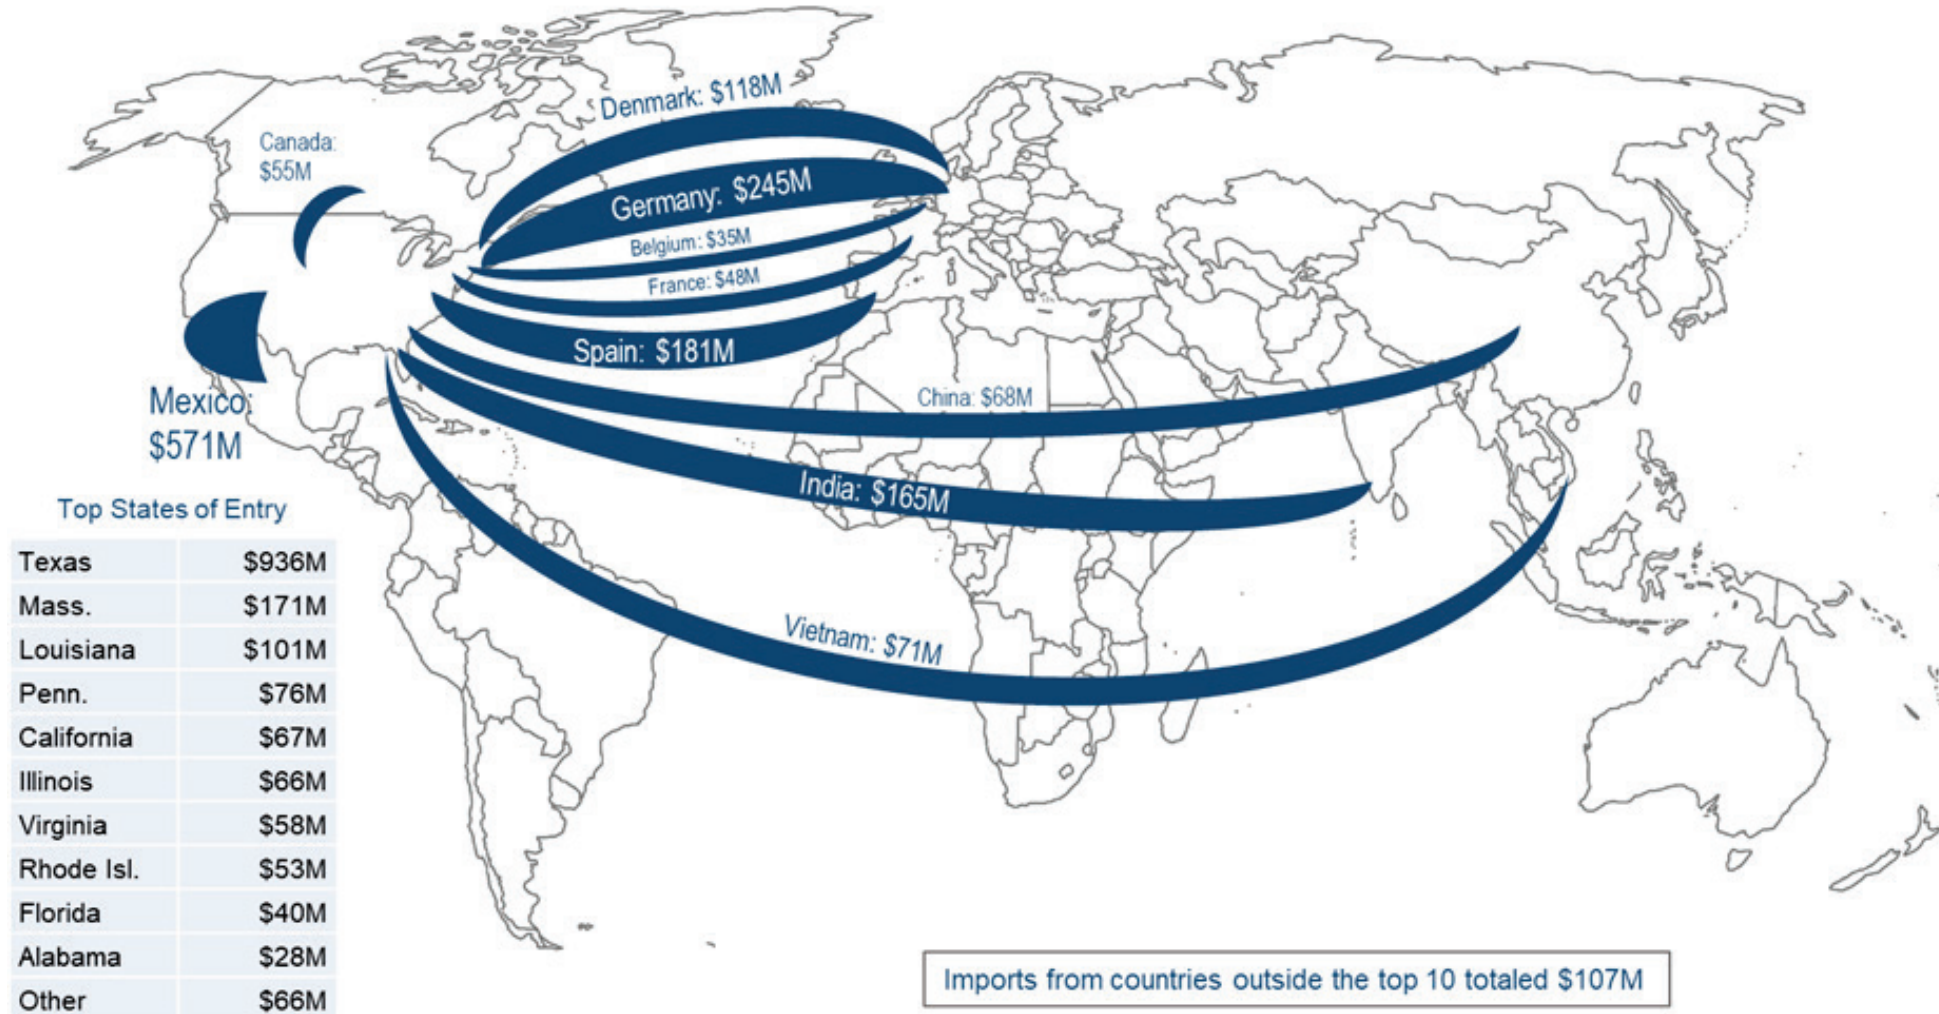 Denmark: $118M
Canada:
$55M
Germany: $245M
Belgium: $35M
France: $48M
Spain: $181M
China: $68M
Mexico:
$571M
India: $165M
Vietnam: $71M
Top States of Entry
Texas $936M
Mass. $171M
Louisiana $101M
Penn. $76M
California $67M
Illinois $66M
Virginia $58M
Rhode Isl. $53M
Florida $40M
Alabama $28M
Other $66M
Imports from countries outside the top 10 totaled $107M